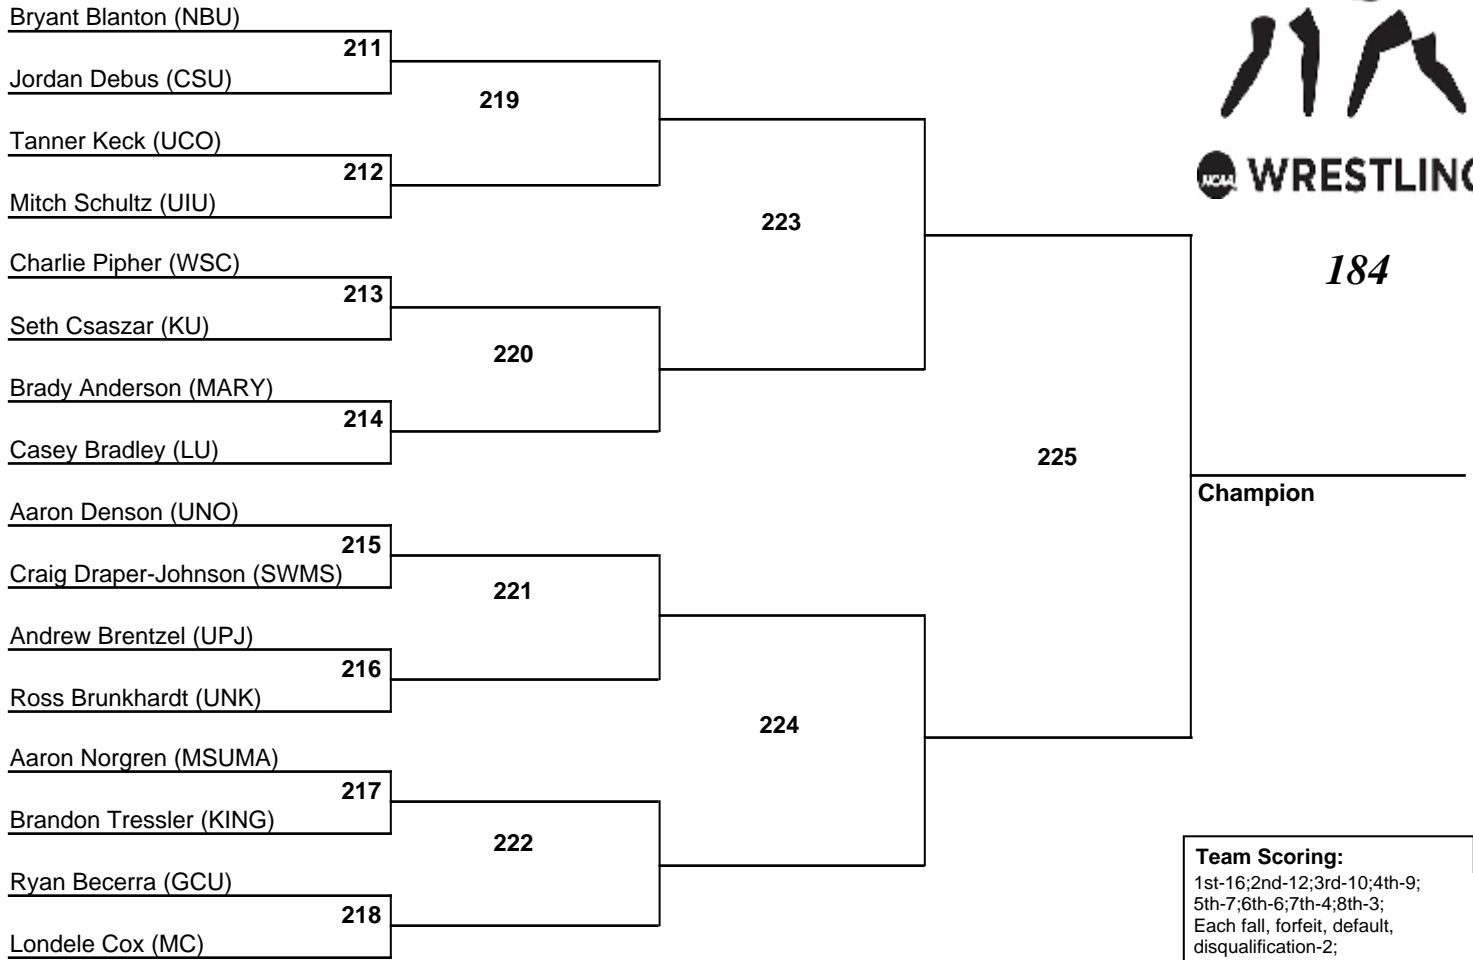 Bryant Blanton (NBU)
211
Jordan Debus (CSU)
219
Tanner Keck (UCO)
212
Mitch Schultz (UIU)
223
Charlie Pipher (WSC)
213
Seth Csaszar (KU)
220
Brady Anderson (MARY)
214
Casey Bradley (LU)
225
Aaron Denson (UNO)
215
Craig Draper-Johnson (SWMS)
221
Andrew Brentzel (UPJ)
216
Ross Brunkhardt (UNK)
224
Aaron Norgren (MSUMA)
217
Brandon Tressler (KING)
222
Ryan Becerra (GCU)
218
Londele Cox (MC)
Champion
NCAA WRESTLING
184
Team Scoring:
1st-16;2nd-12;3rd-10;4th-9;
5th-7;6th-6;7th-4;8th-3;
Each fall, forfeit, default,
disqualification-2;